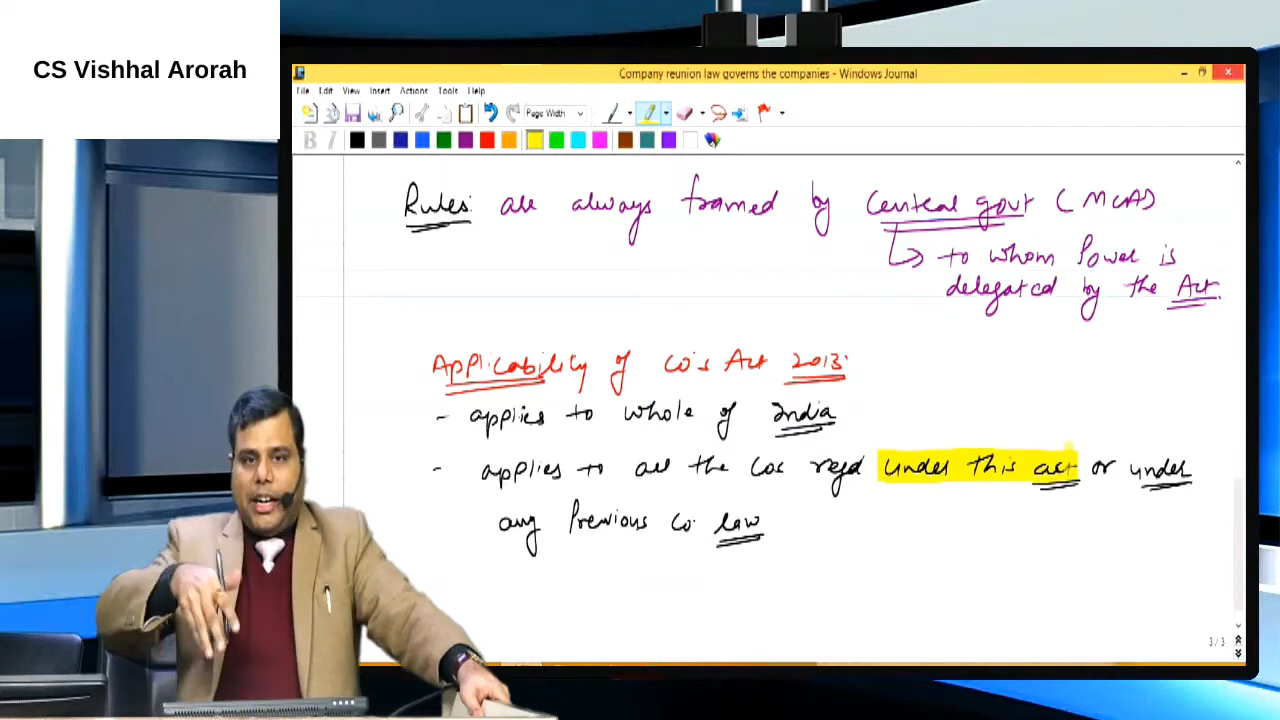 CS Vishhal Arorah
Company reunion law governs the companies - Windows Journal
File Edit View Insert Actions Tools Help
Page Width
B I
Rules are always framed by Central govt (MCA)
to whom Power is
delegated by the Act.
Applicability of Co's Act 2013.
- applies to whole of India
- applies to all the Cos regd under this act or under
any Previous Co. law
3 / 3